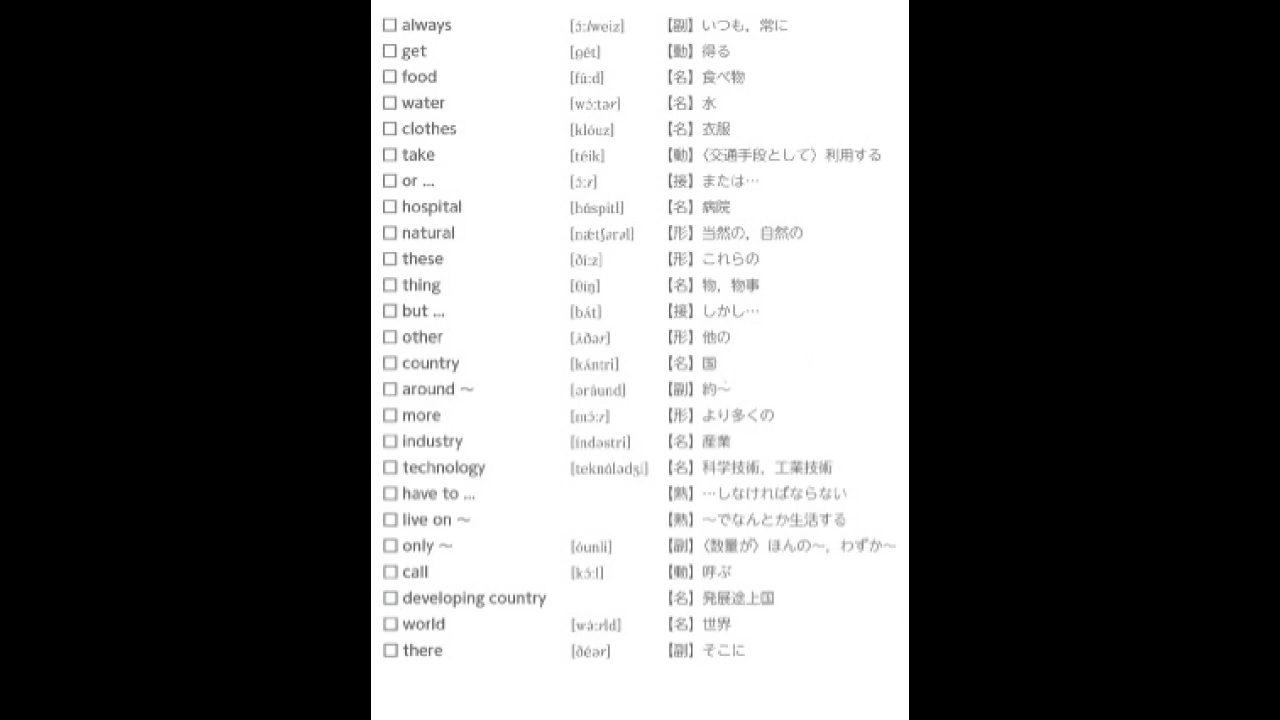 □ always [ɔ́ːlweiz] 【副】いつも，常に
□ get [gét] 【動】得る
□ food [fúːd] 【名】食べ物
□ water [wɔ́ːtər] 【名】水
□ clothes [klóuz] 【名】衣服
□ take [téik] 【動】〈交通手段として〉利用する
□ or … [ɔ́ːr] 【接】または…
□ hospital [hɑ́spitl] 【名】病院
□ natural [nǽtʃərəl] 【形】当然の，自然の
□ these [ðíːz] 【形】これらの
□ thing [θíŋ] 【名】物，物事
□ but … [bʌ́t] 【接】しかし…
□ other [ʌ́ðər] 【形】他の
□ country [kʌ́ntri] 【名】国
□ around ～ [əráund] 【副】約～
□ more [mɔ́ːr] 【形】より多くの
□ industry [índəstri] 【名】産業
□ technology [teknɑ́lədʒi] 【名】科学技術，工業技術
□ have to … 【熟】…しなければならない
□ live on ～ 【熟】～でなんとか生活する
□ only ～ [óunli] 【副】〈数量が〉ほんの～，わずか～
□ call [kɔ́ːl] 【動】呼ぶ
□ developing country 【名】発展途上国
□ world [wə́ːrld] 【名】世界
□ there [ðéər] 【副】そこに